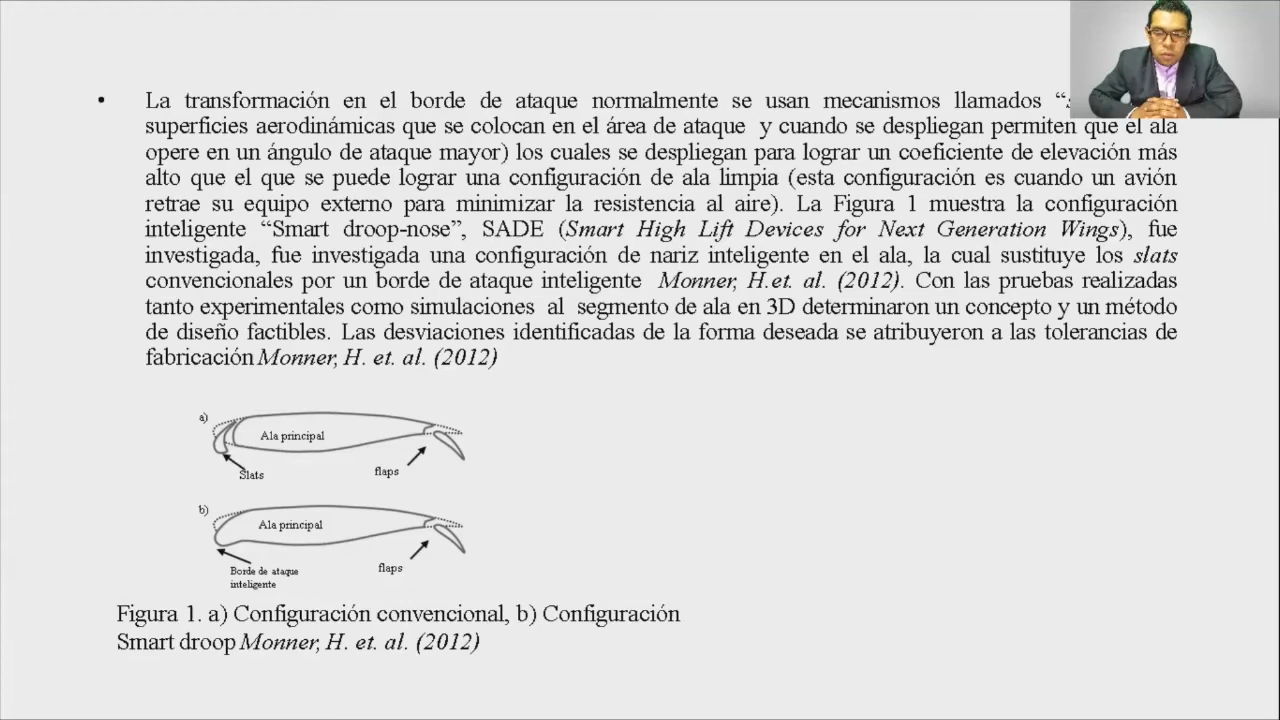 • La transformación en el borde de ataque normalmente se usan mecanismos llamados “
superficies aerodinámicas que se colocan en el área de ataque y cuando se despliegan permiten que el ala
opere en un ángulo de ataque mayor) los cuales se despliegan para lograr un coeficiente de elevación más
alto que el que se puede lograr una configuración de ala limpia (esta configuración es cuando un avión
retrae su equipo externo para minimizar la resistencia al aire). La Figura 1 muestra la configuración
inteligente “Smart droop-nose”, SADE (Smart High Lift Devices for Next Generation Wings), fue
investigada, fue investigada una configuración de nariz inteligente en el ala, la cual sustituye los slats
convencionales por un borde de ataque inteligente Monner, H.et. al. (2012). Con las pruebas realizadas
tanto experimentales como simulaciones al segmento de ala en 3D determinaron un concepto y un método
de diseño factibles. Las desviaciones identificadas de la forma deseada se atribuyeron a las tolerancias de
fabricación Monner, H. et. al. (2012)
a)
Ala principal
Slats
flaps
b)
Ala principal
Borde de ataque
inteligente
flaps
Figura 1. a) Configuración convencional, b) Configuración
Smart droop Monner, H. et. al. (2012)